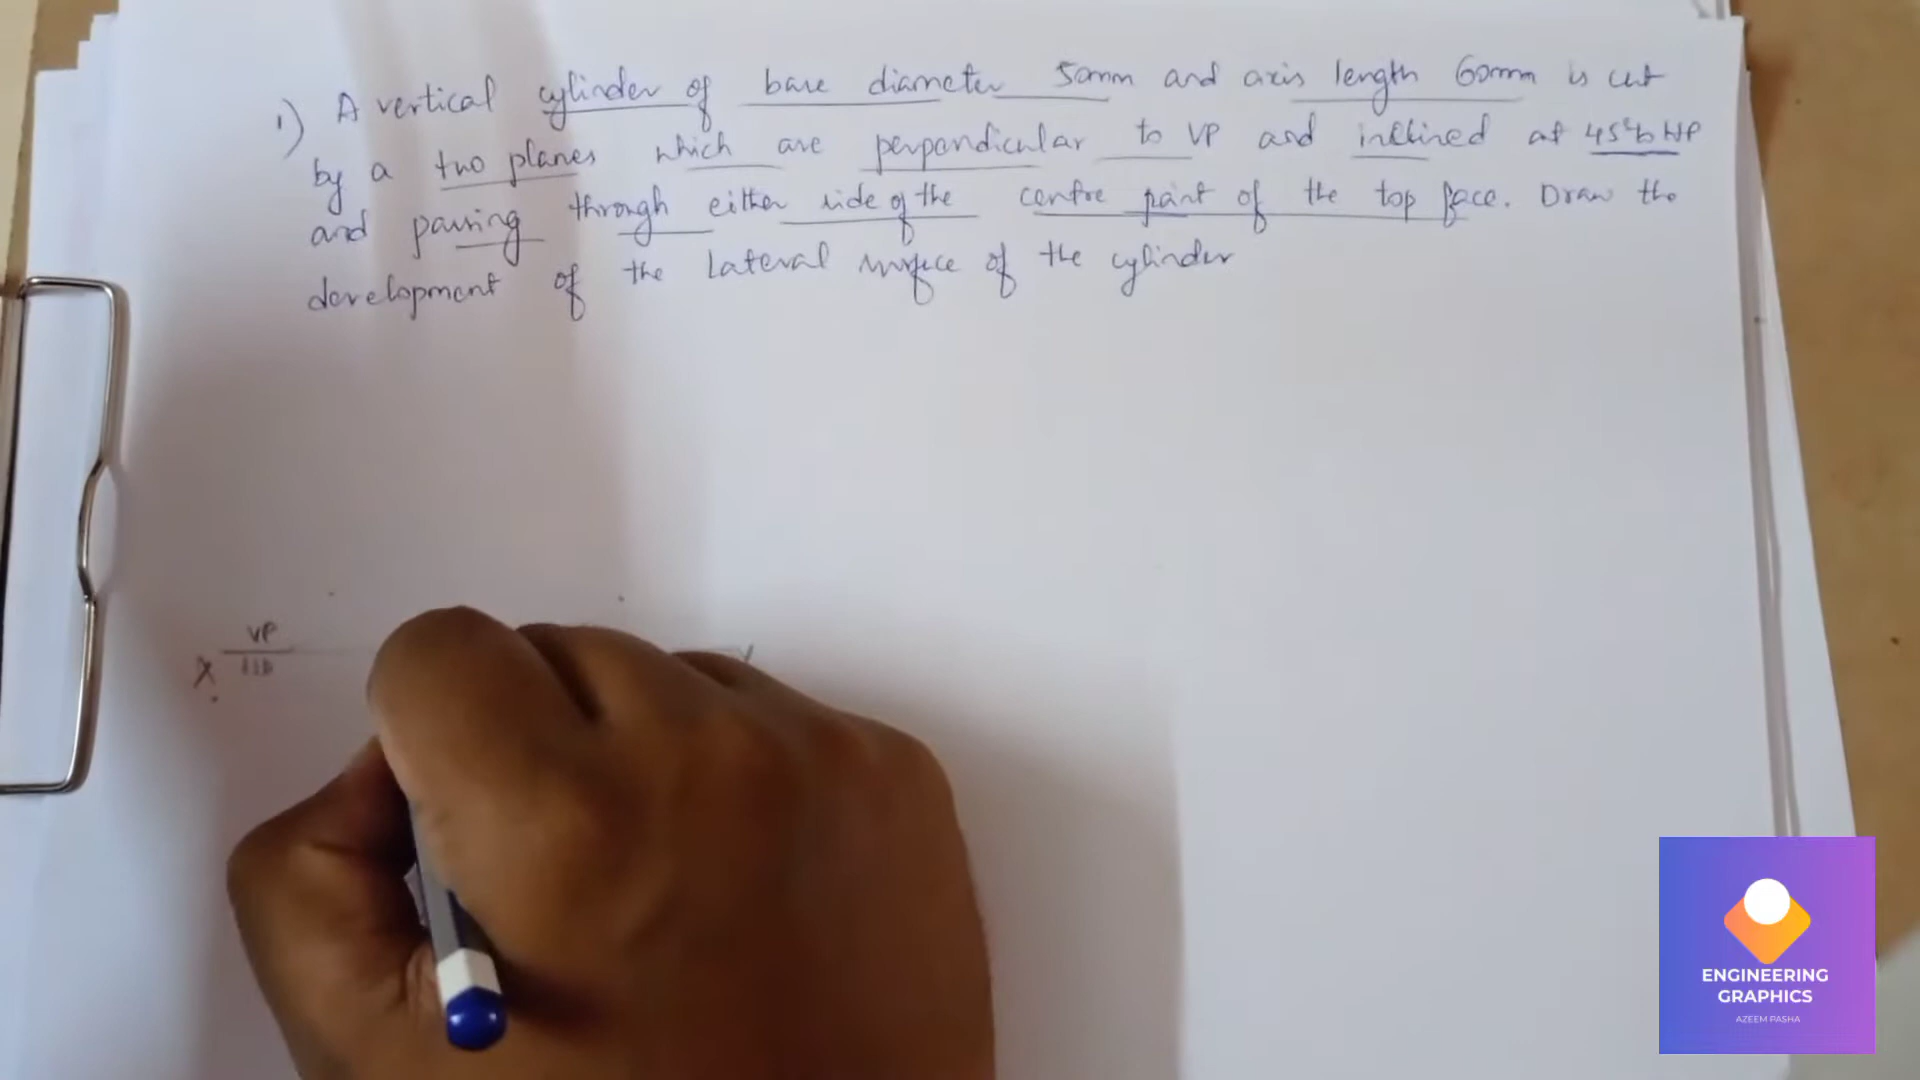 1) A vertical cylinder of base diameter 50mm and axis length 60mm is cut
by a two planes which are perpendicular to VP and inclined at 45° to HP
and passing through either side of the centre point of the top face. Draw the
development of the lateral surface of the cylinder
VP
X HP Y
ENGINEERING
GRAPHICS
AZEEM PASHA